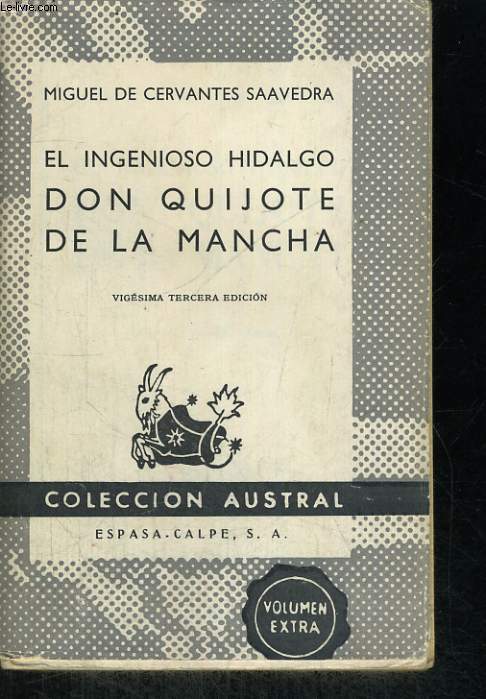 Le-livre.com
MIGUEL DE CERVANTES SAAVEDRA
EL INGENIOSO HIDALGO
DON QUIJOTE
DE LA MANCHA
VIGÉSIMA TERCERA EDICIÓN
COLECCION AUSTRAL
ESPASA-CALPE, S. A.
VOLUMEN
EXTRA